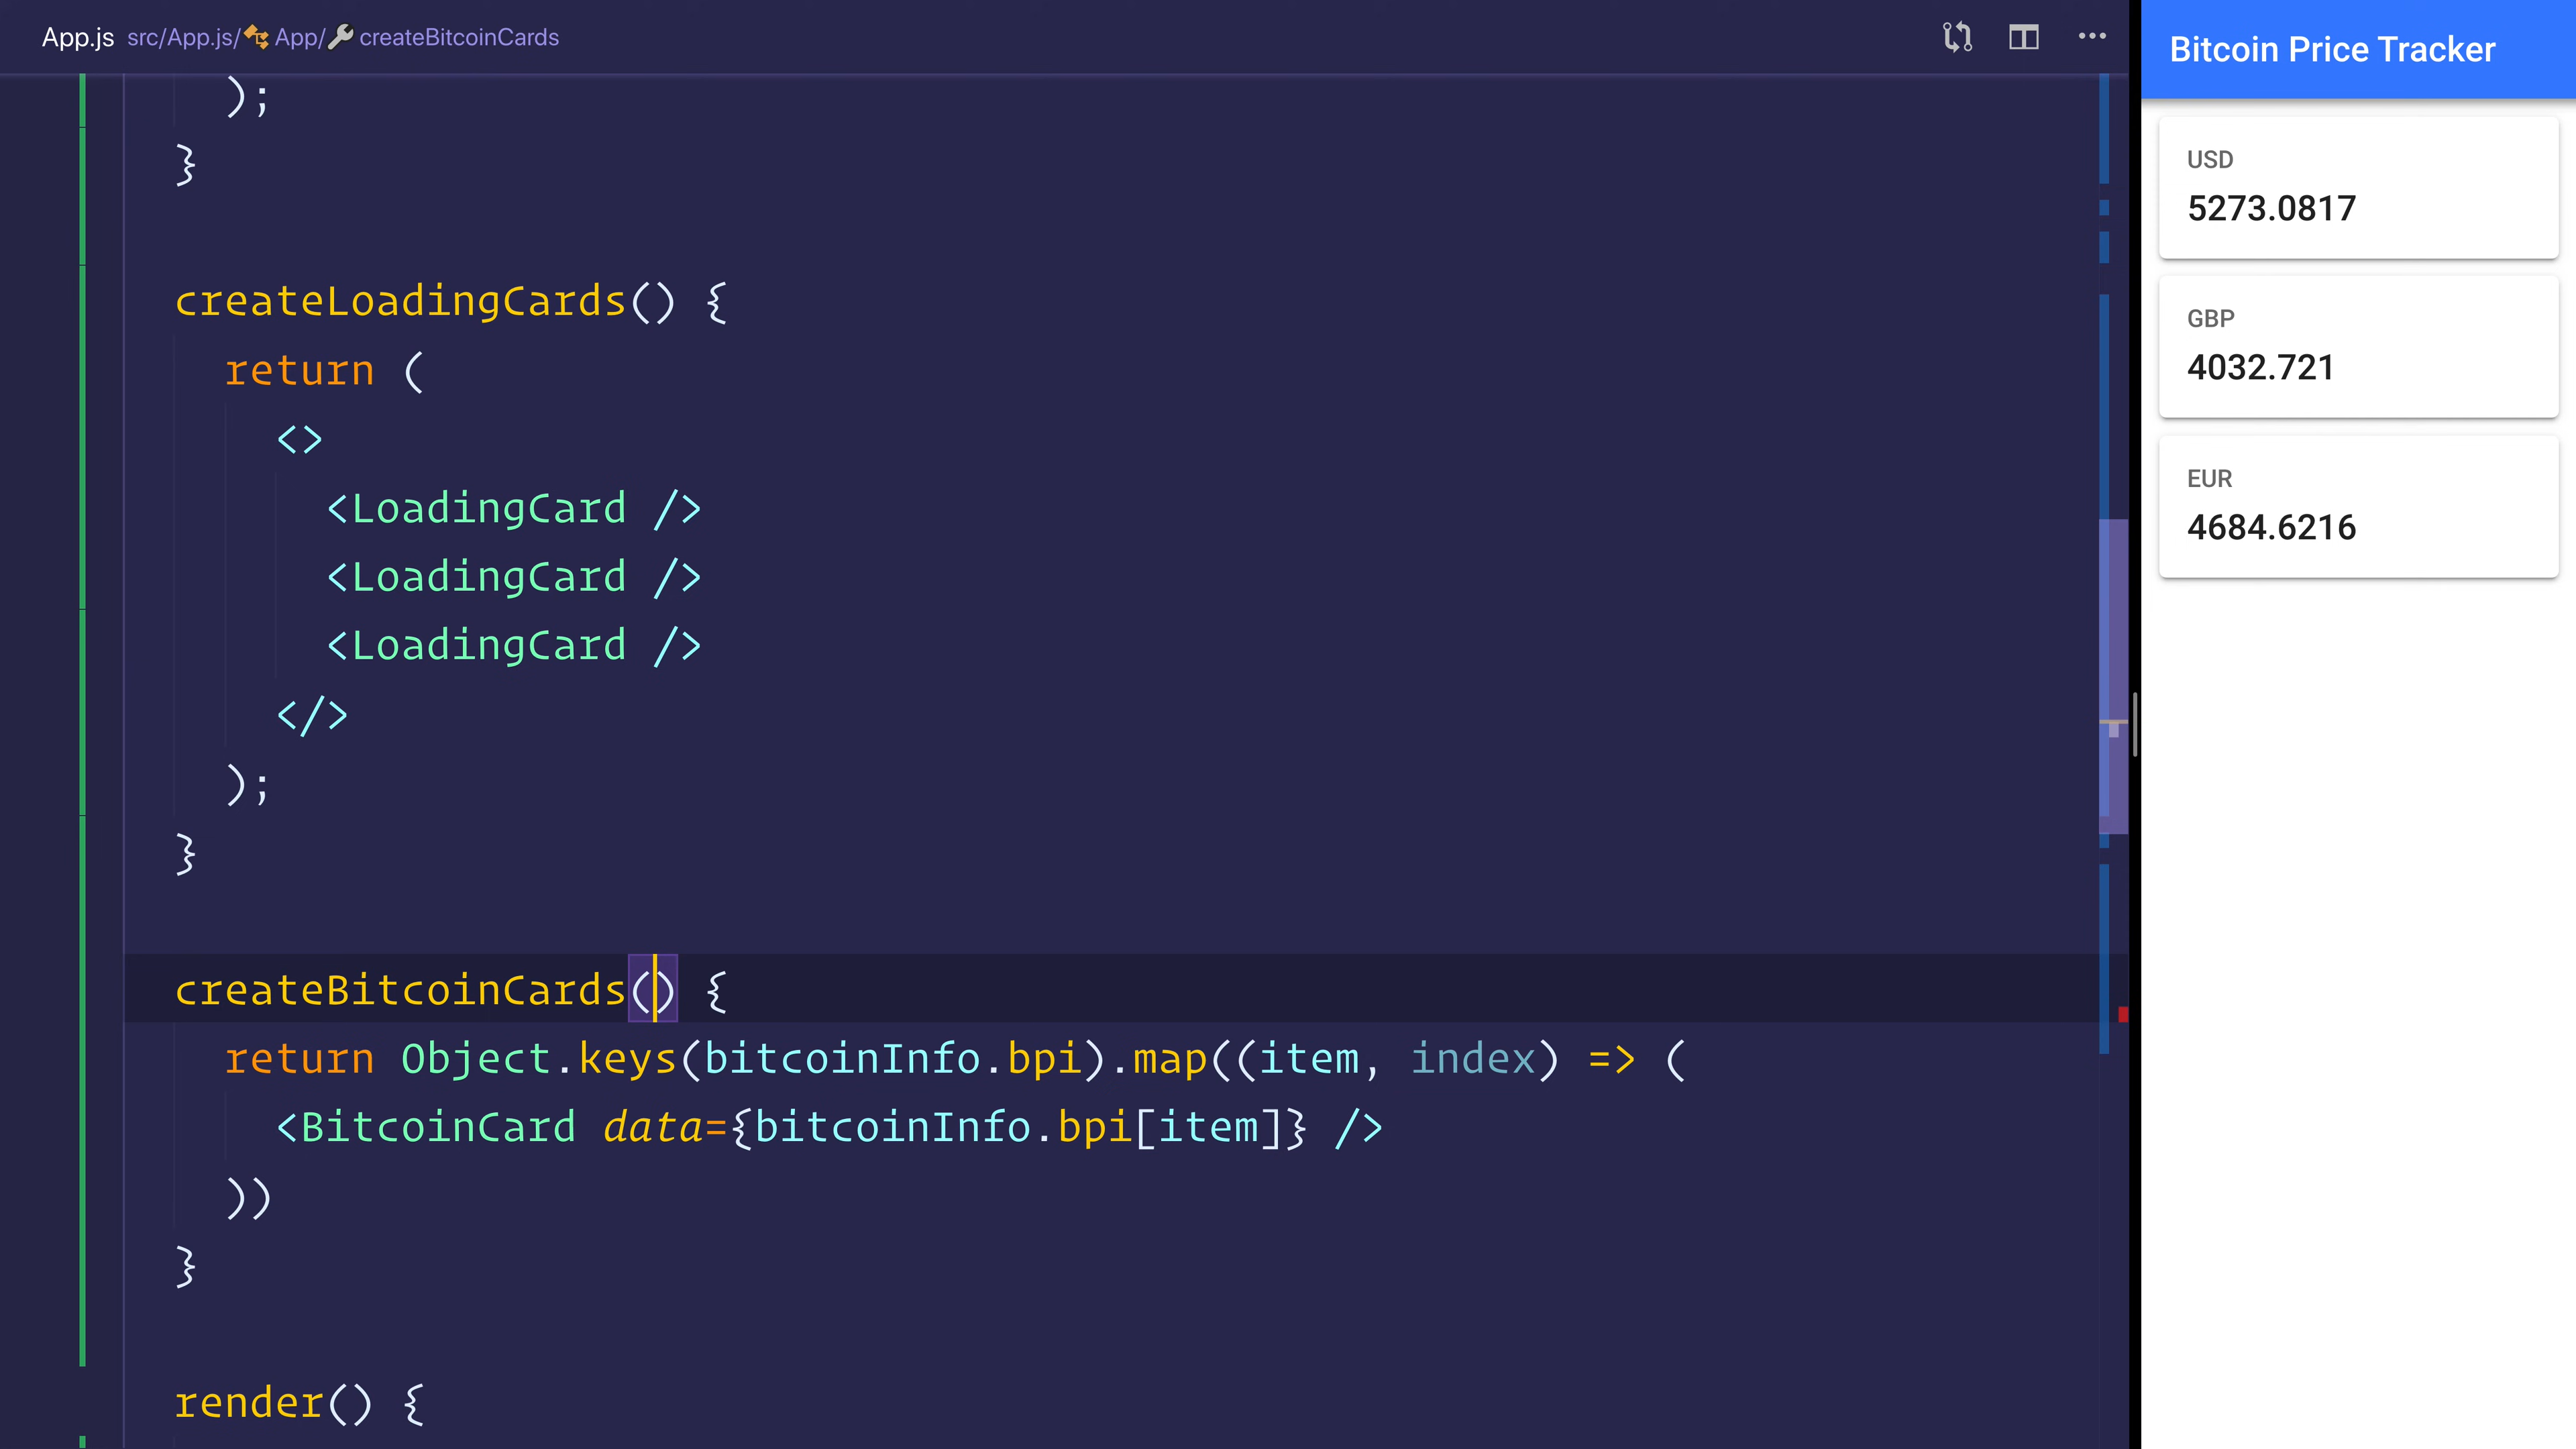 App.js src/App.js/ App/ createBitcoinCards
);
}
createLoadingCards() {
return (
<>
<LoadingCard />
<LoadingCard />
<LoadingCard />
</>
);
}
createBitcoinCards() {
return Object.keys(bitcoinInfo.bpi).map((item, index) => (
<BitcoinCard data={bitcoinInfo.bpi[item]} />
))
}
render() {
Bitcoin Price Tracker
USD
5273.0817
GBP
4032.721
EUR
4684.6216